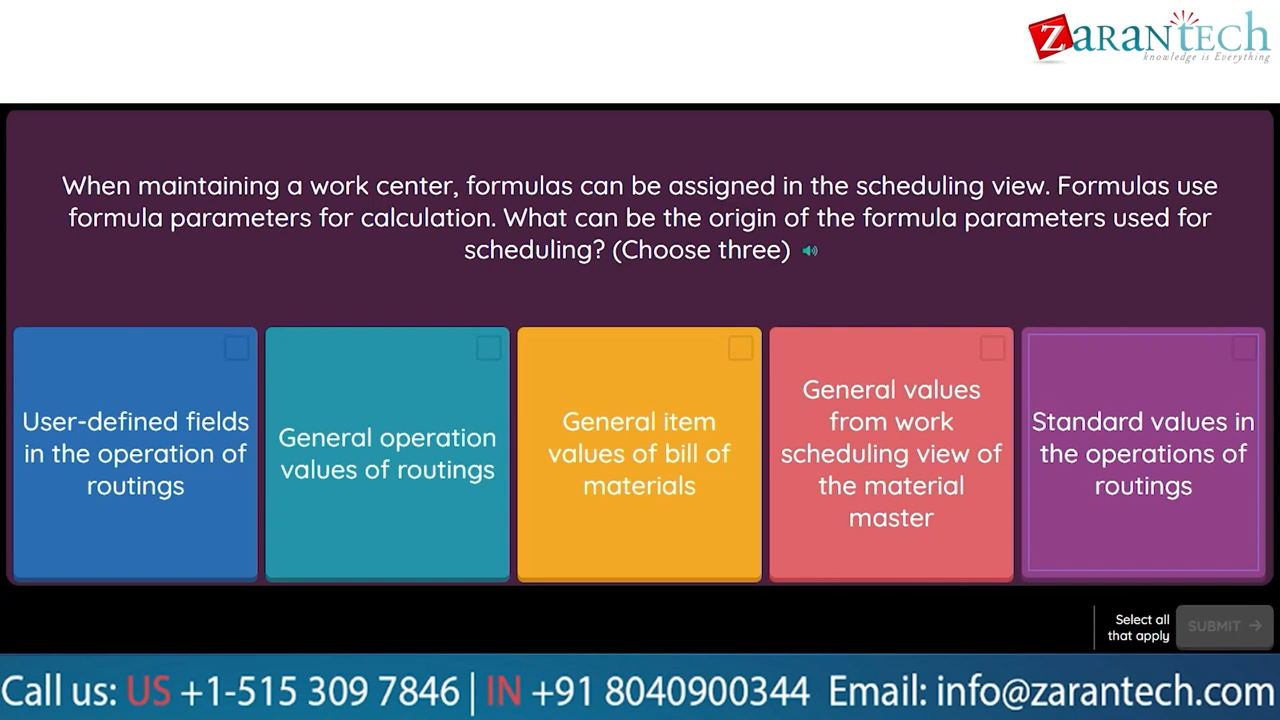 ZARANTECH
knowledge is Everything
When maintaining a work center, formulas can be assigned in the scheduling view. Formulas use
formula parameters for calculation. What can be the origin of the formula parameters used for
scheduling? (Choose three)
User-defined fields
in the operation of
routings
General operation
values of routings
General item
values of bill of
materials
General values
from work
scheduling view of
the material
master
Standard values in
the operations of
routings
Select all
that apply
SUBMIT →
Call us: US +1-515 309 7846 | IN +91 8040900344 Email: info@zarantech.com